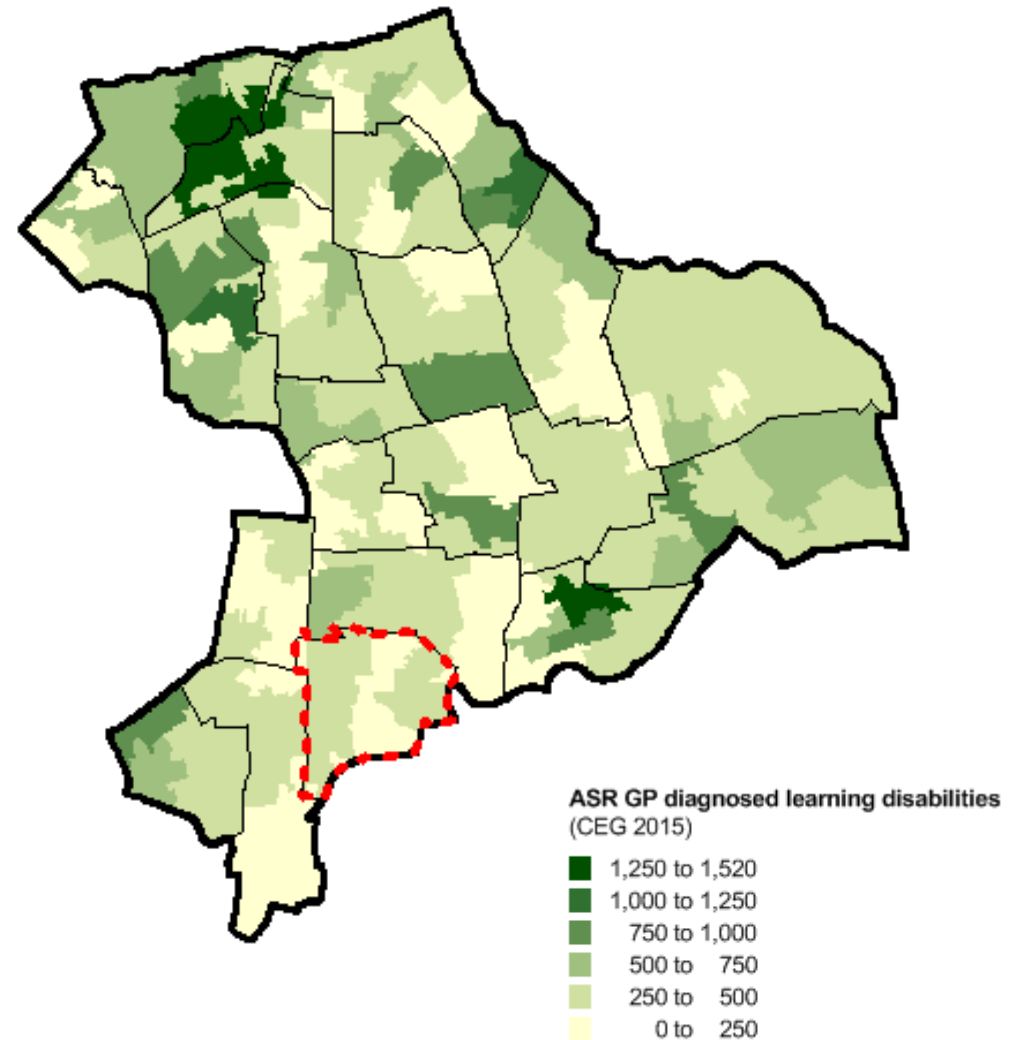 ASR GP diagnosed learning disabilities
(CEG 2015)
1,250 to 1,520
1,000 to 1,250
750 to 1,000
500 to 750
250 to 500
0 to 250